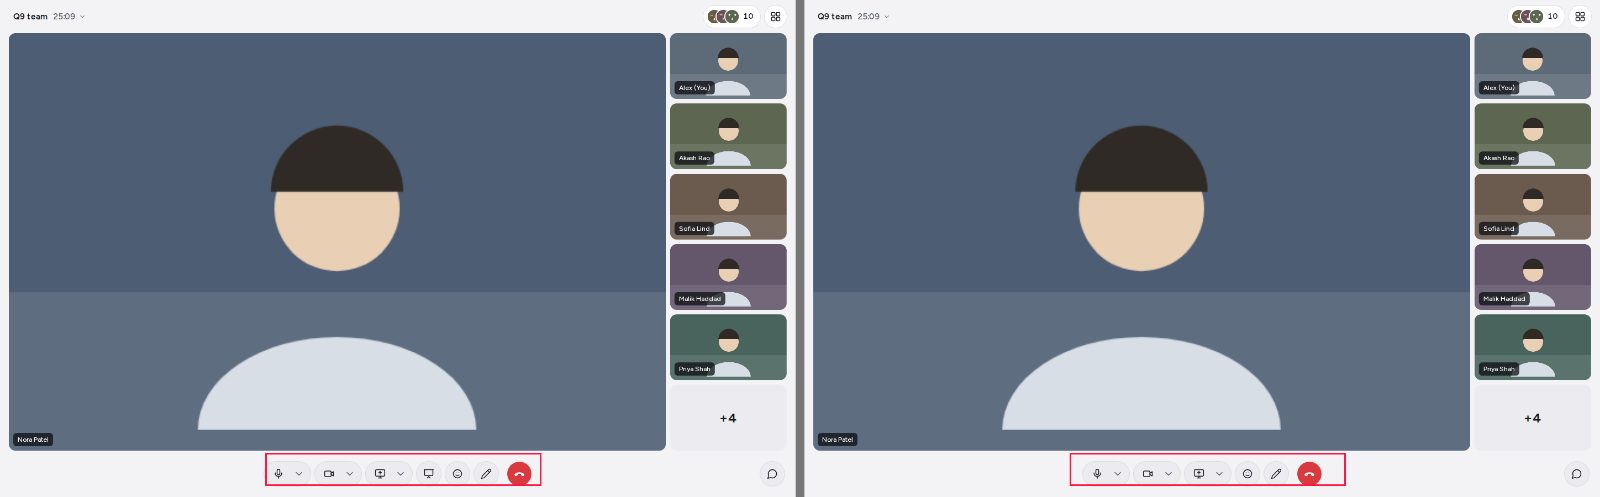 Q9 team 25:09
10
Alex (You)
Akash Rao
Sofia Lind
Malik Haddad
Priya Shah
+4
Nora Patel
Q9 team 25:09
10
Alex (You)
Akash Rao
Sofia Lind
Malik Haddad
Priya Shah
+4
Nora Patel